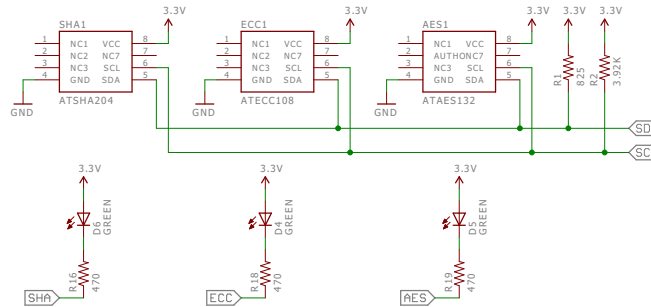 3.3V 3.3V 3.3V 3.3V 3.3V
SHA1 ECC1 AES1
1 NC1 VCC 8 1 NC1 VCC 8 1 NC1 VCC 8
2 NC2 NC7 7 2 NC2 NC7 7 2 AUTHONC7 7
3 NC3 SCL 6 3 NC3 SCL 6 3 NC3 SCL 6
4 GND SDA 5 4 GND SDA 5 4 GND SDA 5
R1 825 R2 3.92K
ATSHA204 ATECC108 ATAES132
GND GND GND
SD
SC
3.3V 3.3V 3.3V
D6 GREEN D4 GREEN D5 GREEN
R16 470 R18 470 R19 470
SHA ECC AES